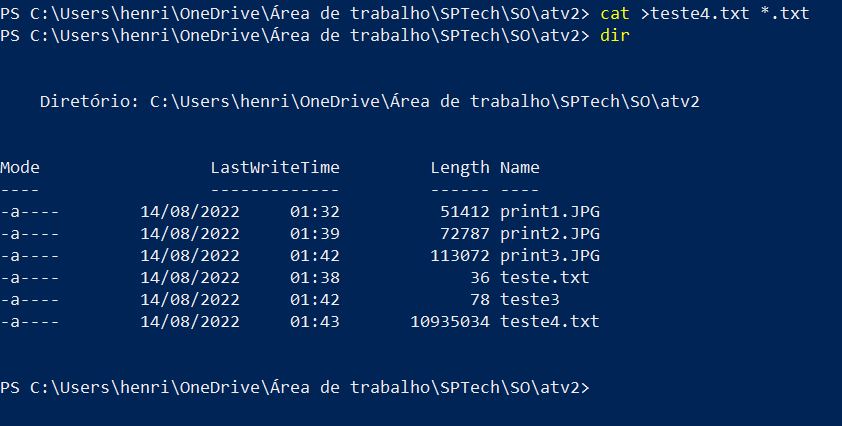 PS C:\Users\henri\OneDrive\Área de trabalho\SPTech\SO\atv2> cat >teste4.txt *.txt
PS C:\Users\henri\OneDrive\Área de trabalho\SPTech\SO\atv2> dir
Diretório: C:\Users\henri\OneDrive\Área de trabalho\SPTech\SO\atv2
Mode LastWriteTime Length Name
---- ------------- ------ ----
-a---- 14/08/2022 01:32 51412 print1.JPG
-a---- 14/08/2022 01:39 72787 print2.JPG
-a---- 14/08/2022 01:42 113072 print3.JPG
-a---- 14/08/2022 01:38 36 teste.txt
-a---- 14/08/2022 01:42 78 teste3
-a---- 14/08/2022 01:43 10935034 teste4.txt
PS C:\Users\henri\OneDrive\Área de trabalho\SPTech\SO\atv2>